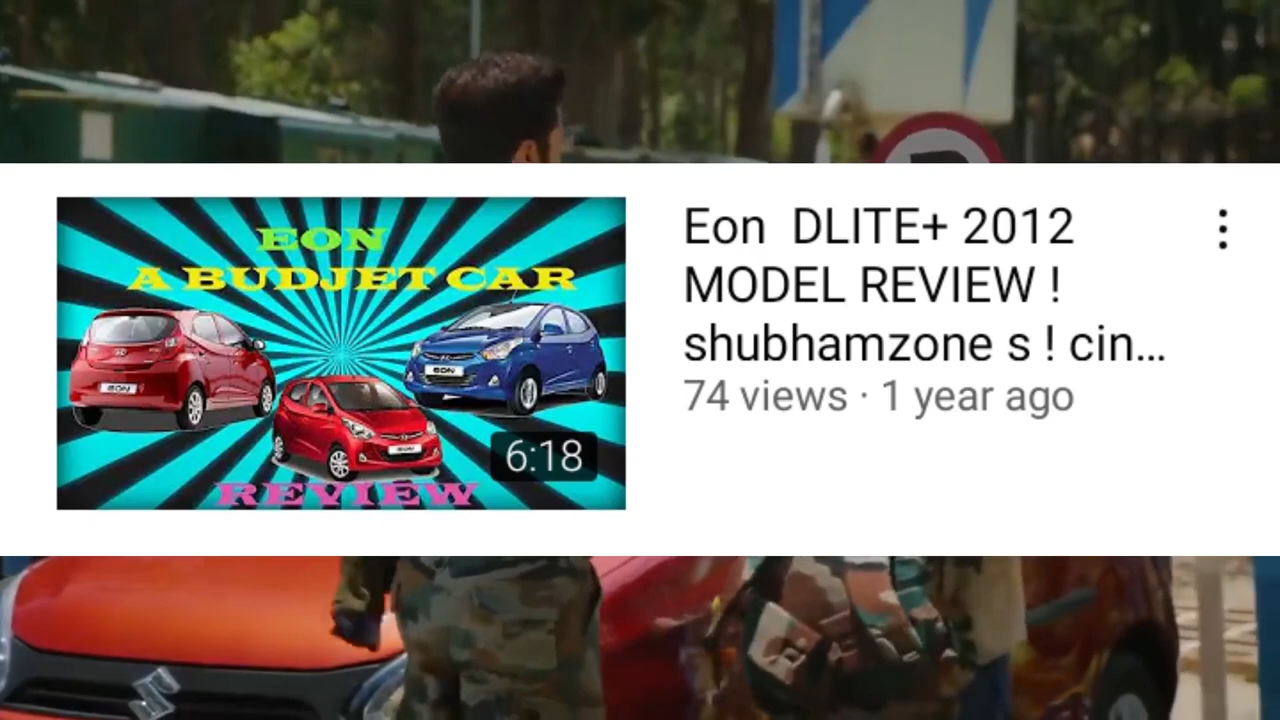 EON
A BUDJET CAR
EON
EON
EON
REVIEW
6:18
Eon DLITE+ 2012
MODEL REVIEW !
shubhamzone s ! cin...
74 views · 1 year ago